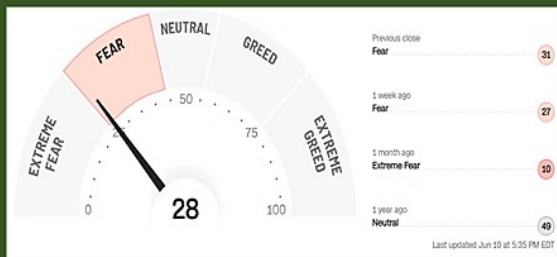 EXTREME FEAR
FEAR
NEUTRAL
GREED
EXTREME GREED
0
25
50
75
100
28
Previous close
Fear
31
1 week ago
Fear
27
1 month ago
Extreme Fear
10
1 year ago
Neutral
49
Last updated Jun 10 at 5:35 PM EDT